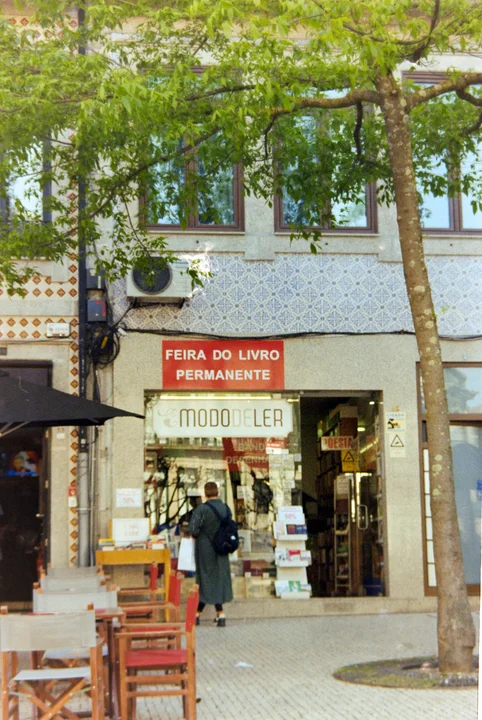 FEIRA DO LIVRO
PERMANENTE
MODODELER
POESIA